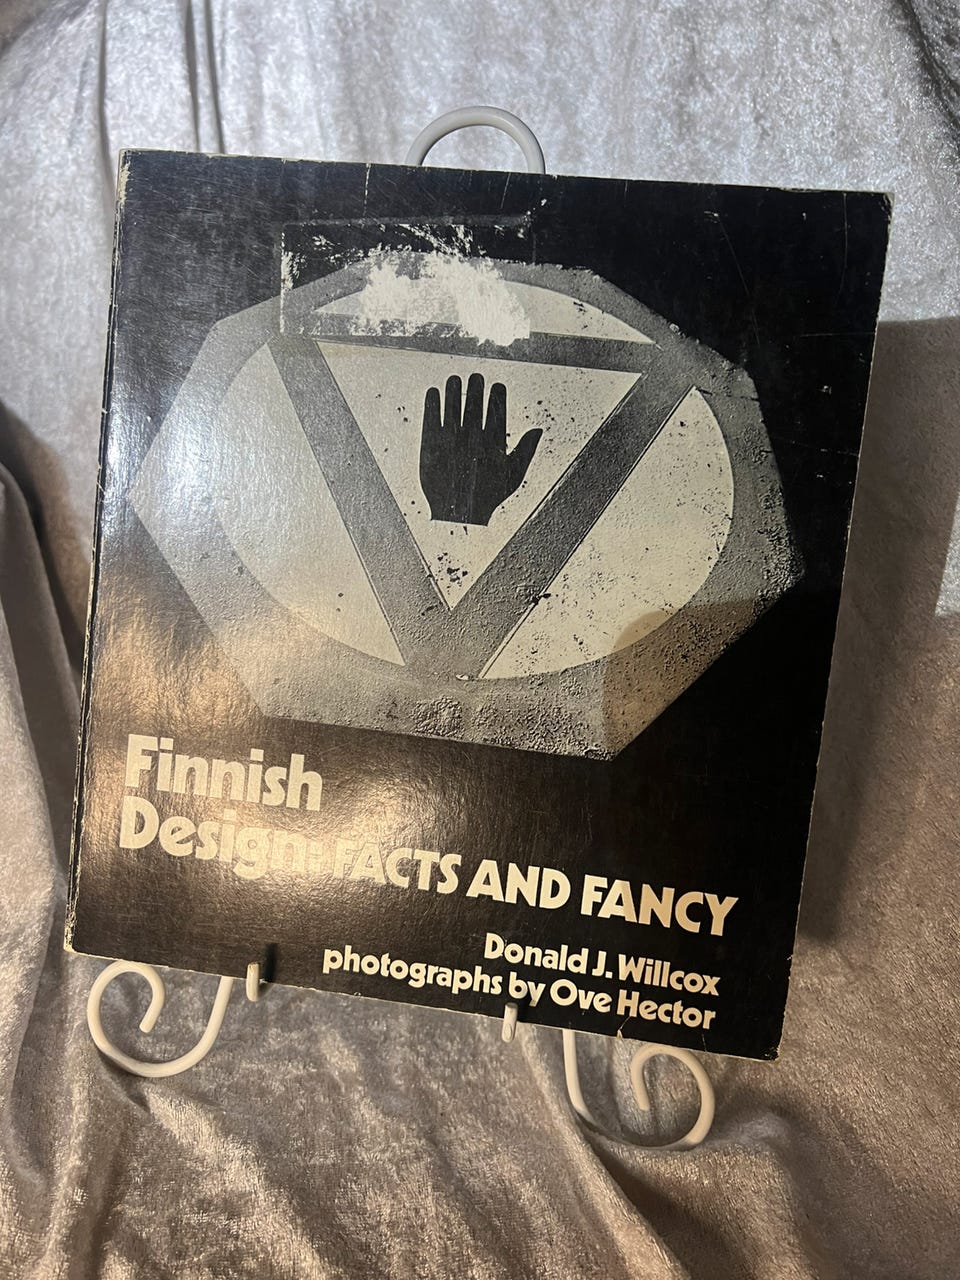 Finnish
Design: FACTS AND FANCY
Donald J. Willcox
photographs by Ove Hector